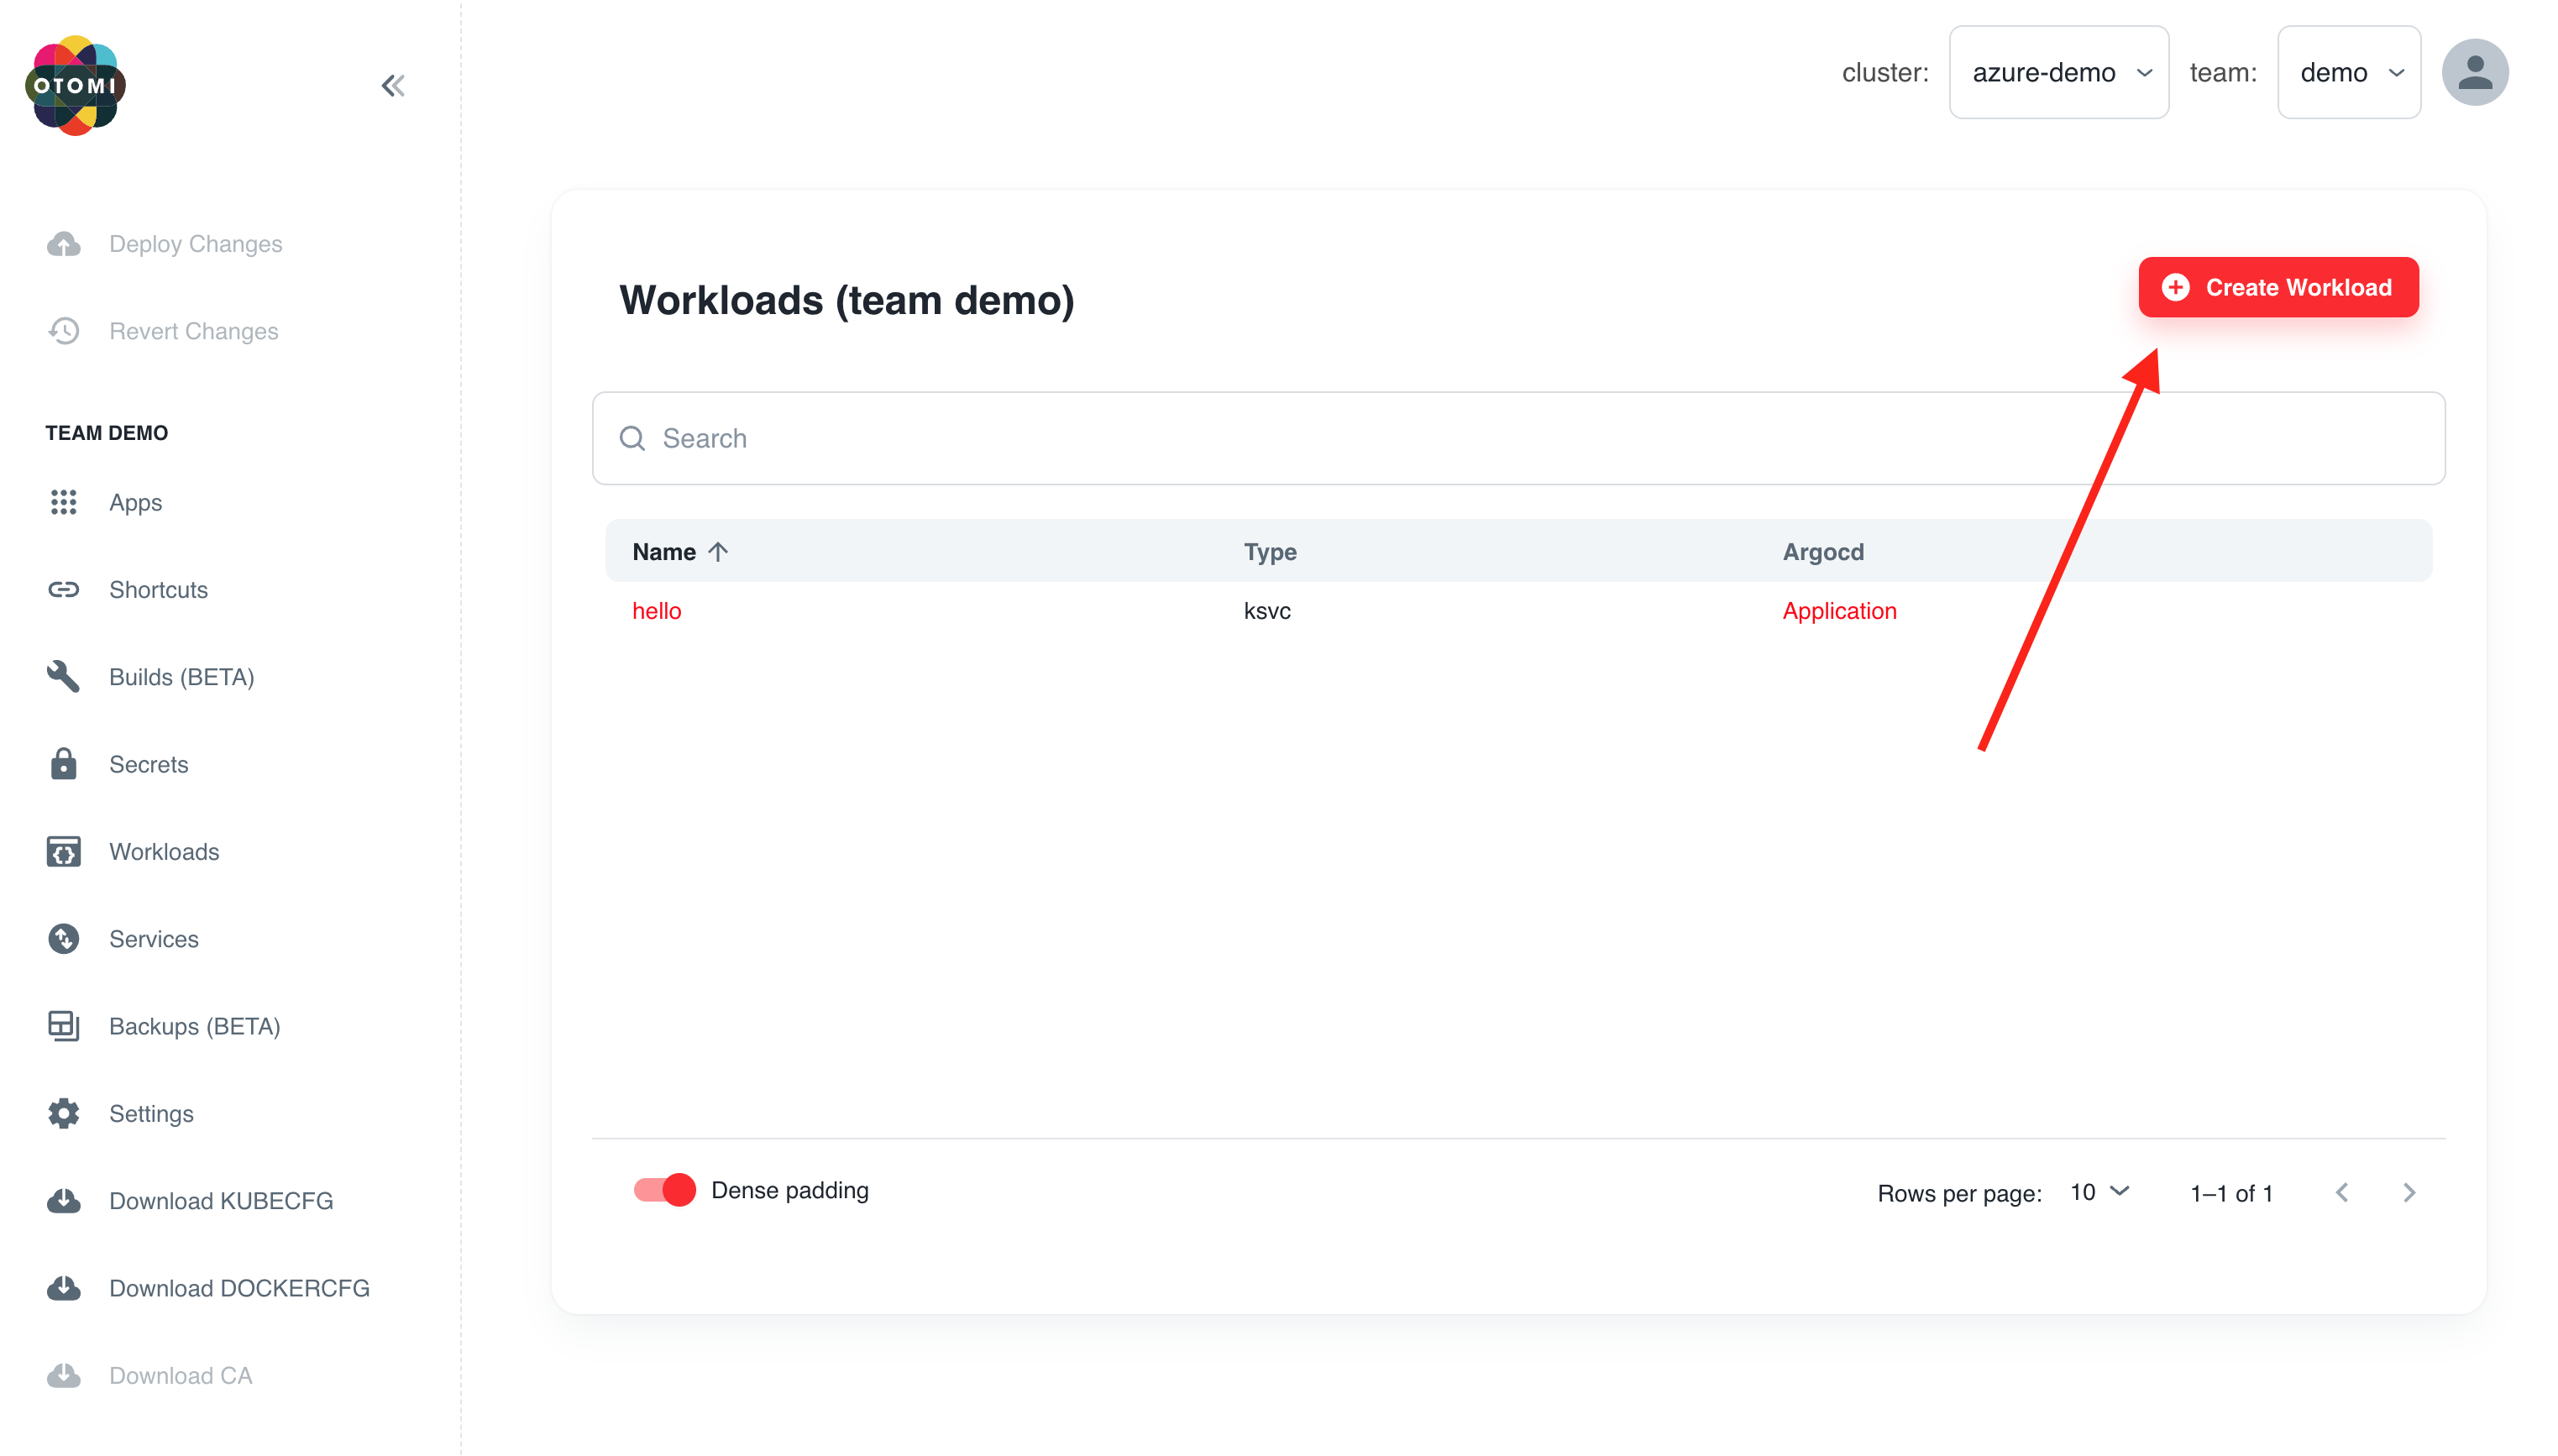 OTOMI
cluster: azure-demo team: demo
Deploy Changes
Revert Changes
TEAM DEMO
Apps
Shortcuts
Builds (BETA)
Secrets
Workloads
Services
Backups (BETA)
Settings
Download KUBECFG
Download DOCKERCFG
Download CA
Workloads (team demo)
Create Workload
Search
Name Type Argocd
hello ksvc Application
Dense padding
Rows per page: 10 1–1 of 1